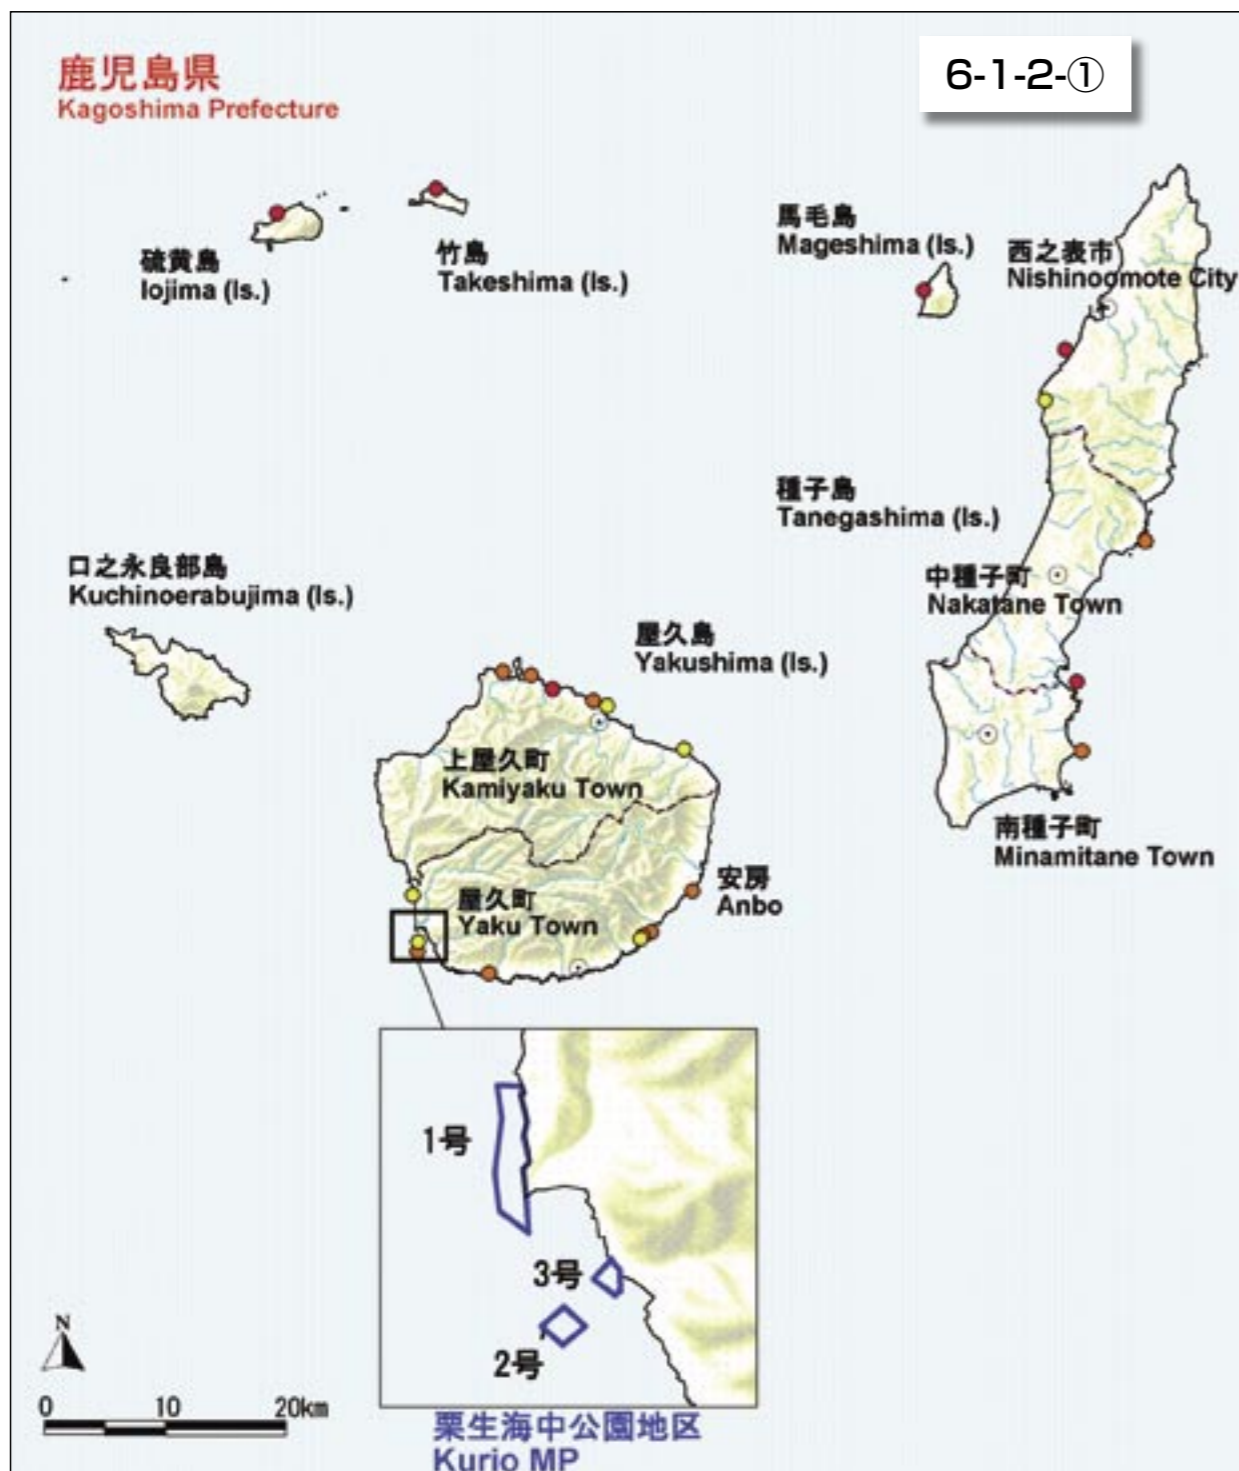 鹿児島県
Kagoshima Prefecture
6-1-2-①
硫黄島
Iojima (Is.)
竹島
Takeshima (Is.)
馬毛島
Mageshima (Is.)
西之表市
Nishinoomote City
種子島
Tanegashima (Is.)
中種子町
Nakatane Town
口之永良部島
Kuchinoerabujima (Is.)
屋久島
Yakushima (Is.)
上屋久町
Kamiyaku Town
南種子町
Minamitane Town
安房
Anbo
屋久町
Yaku Town
1号
3号
2号
N
0 10 20km
栗生海中公園地区
Kurio MP